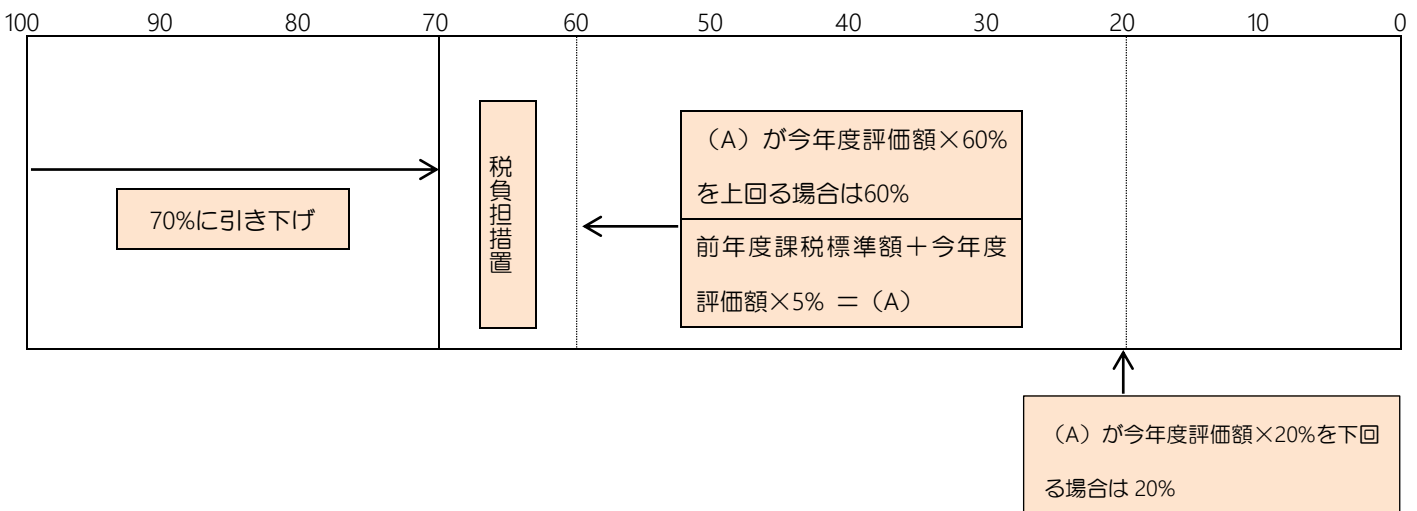 100 90 80 70 60 50 40 30 20 10 0
70%に引き下げ
税負担措置
（A）が今年度評価額×60%
を上回る場合は60%
前年度課税標準額＋今年度
評価額×5% ＝（A）
（A）が今年度評価額×20%を下回
る場合は 20%